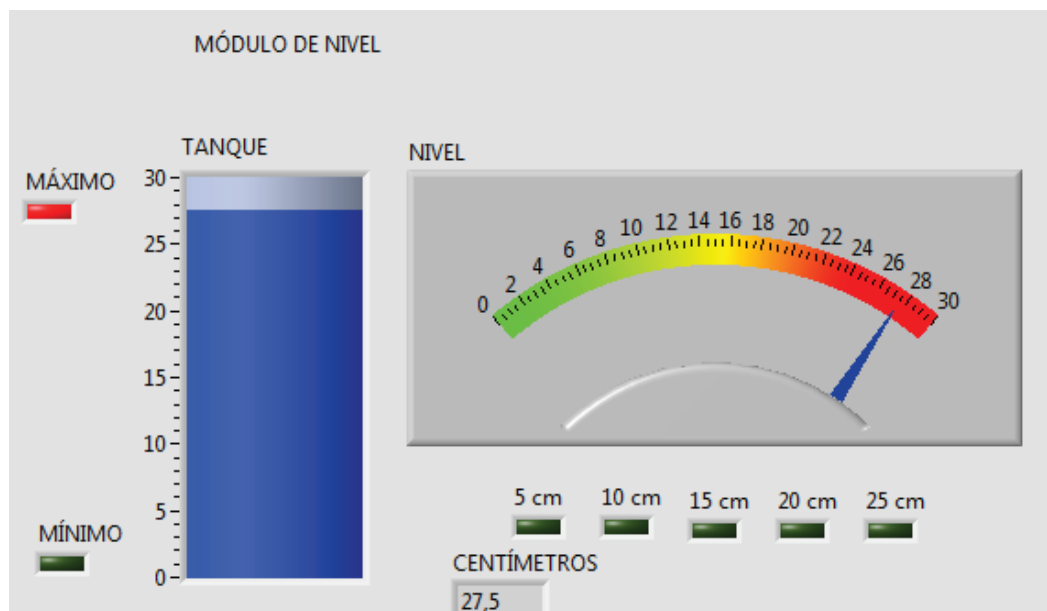 MÓDULO DE NIVEL
TANQUE
MÁXIMO
30
25
20
15
10
5
0
MÍNIMO
NIVEL
0 2 4 6 8 10 12 14 16 18 20 22 24 26 28 30
5 cm 10 cm 15 cm 20 cm 25 cm
CENTÍMETROS
27,5